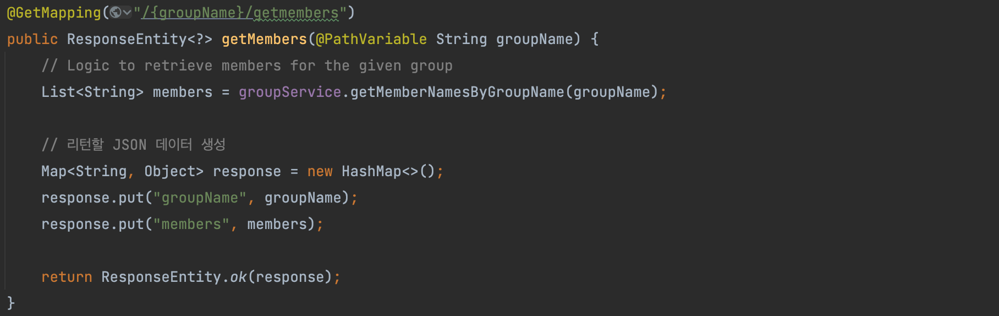 @GetMapping("/{groupName}/getmembers")
public ResponseEntity<?> getMembers(@PathVariable String groupName) {
    // Logic to retrieve members for the given group
    List<String> members = groupService.getMemberNamesByGroupName(groupName);
    // 리턴할 JSON 데이터 생성
    Map<String, Object> response = new HashMap<>();
    response.put("groupName", groupName);
    response.put("members", members);
    return ResponseEntity.ok(response);
}